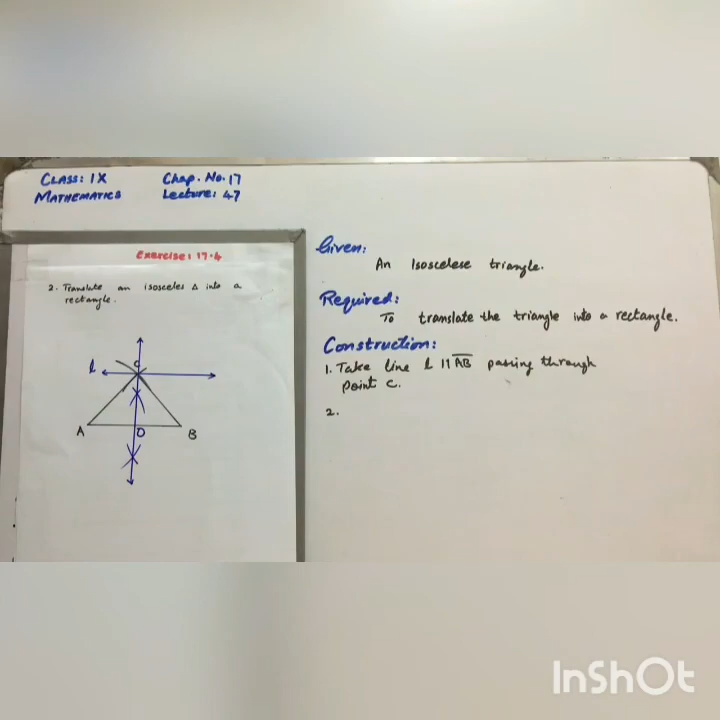 CLASS: IX Chap. No. 17
MATHEMATICS Lecture: 47
Exercise: 17.4
2. Translate an isosceles △ into a
rectangle.
l
C
A D B
Given:
An Isoscelese triangle.
Required:
To translate the triangle into a rectangle.
Construction:
1. Take line l || AB passing through
point C.
2.
InShOt